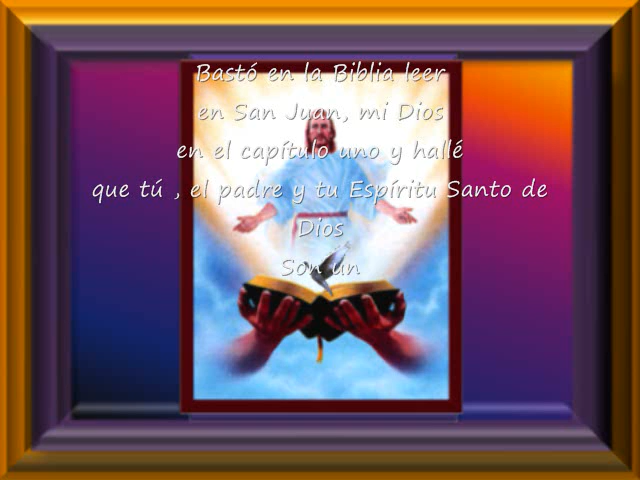 Bastó en la Biblia leer
en San Juan, mi Dios
en el capítulo uno y hallé
que tú , el padre y tu Espíritu Santo de
Dios
Son un